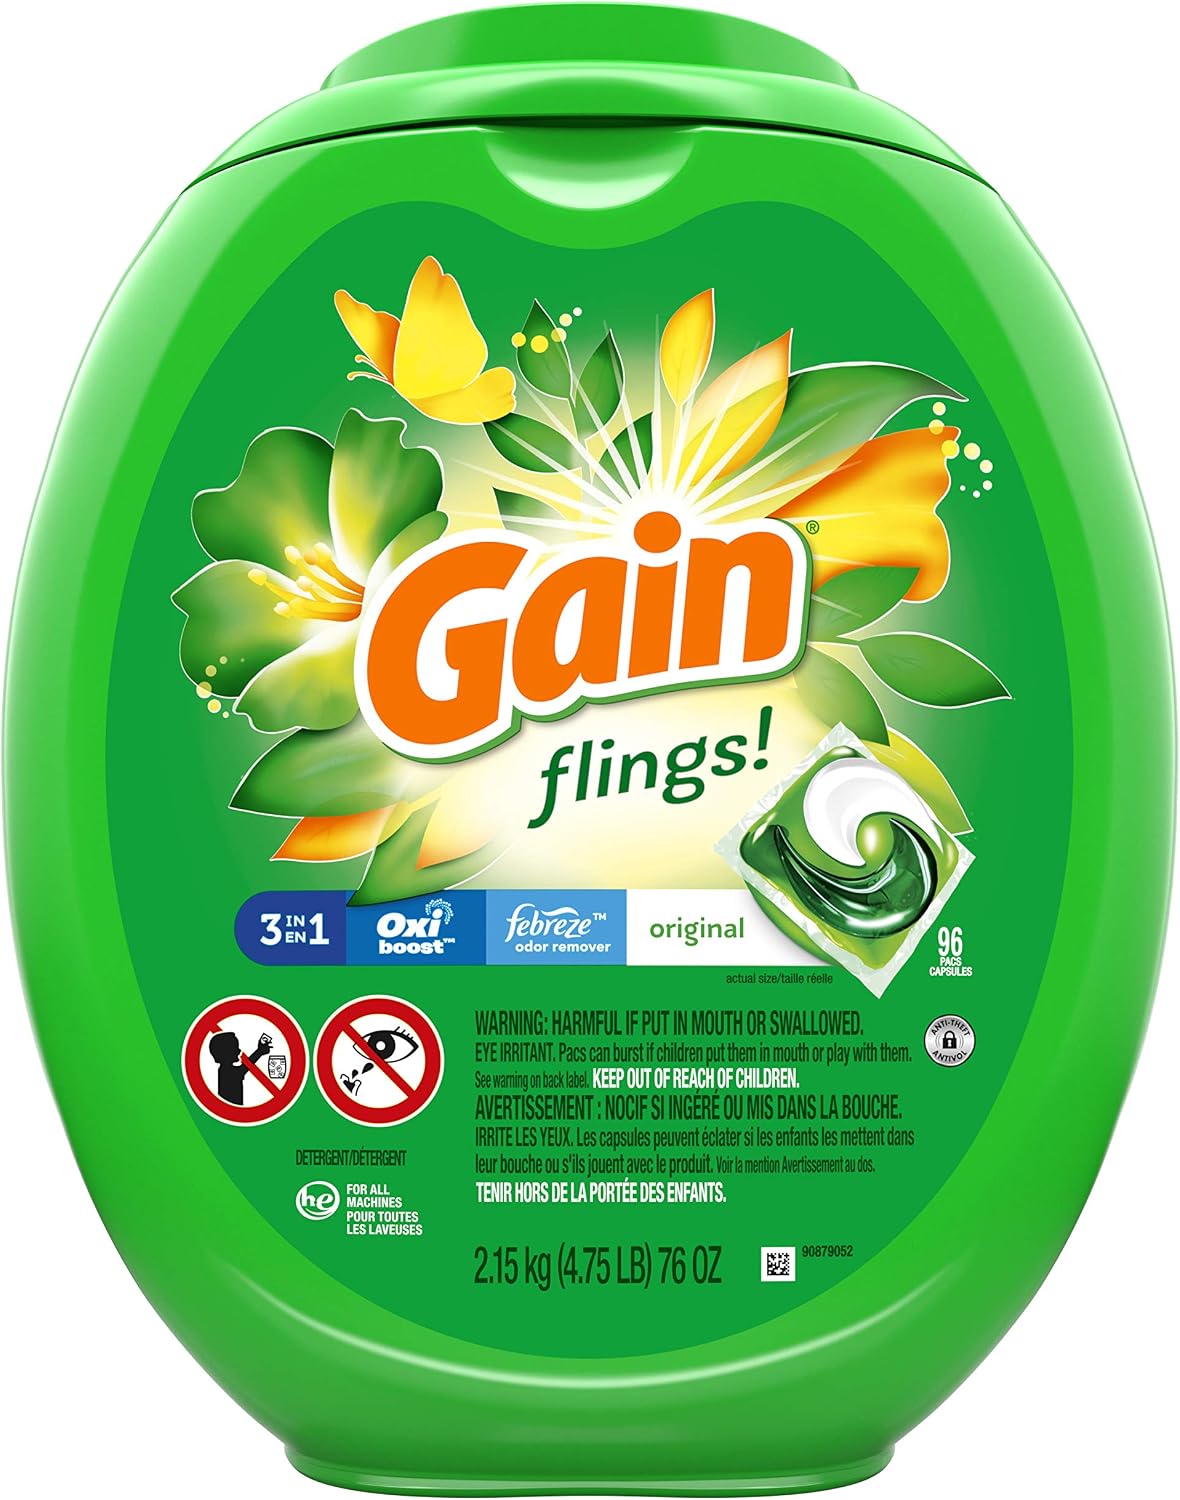 Gain®
flings!
3 IN EN 1
Oxi boost™
febreze™ odor remover
original
actual size/taille réelle
96
PACS
CAPSULES
WARNING: HARMFUL IF PUT IN MOUTH OR SWALLOWED.
EYE IRRITANT. Pacs can burst if children put them in mouth or play with them.
See warning on back label. KEEP OUT OF REACH OF CHILDREN.
AVERTISSEMENT : NOCIF SI INGÉRÉ OU MIS DANS LA BOUCHE.
IRRITE LES YEUX. Les capsules peuvent éclater si les enfants les mettent dans
leur bouche ou s'ils jouent avec le produit. Voir la mention Avertissement au dos.
TENIR HORS DE LA PORTÉE DES ENFANTS.
ANTI-THEFT
ANTIVOL
DETERGENT/DÉTERGENT
he
FOR ALL
MACHINES
POUR TOUTES
LES LAVEUSES
2.15 kg (4.75 LB) 76 OZ
90879052